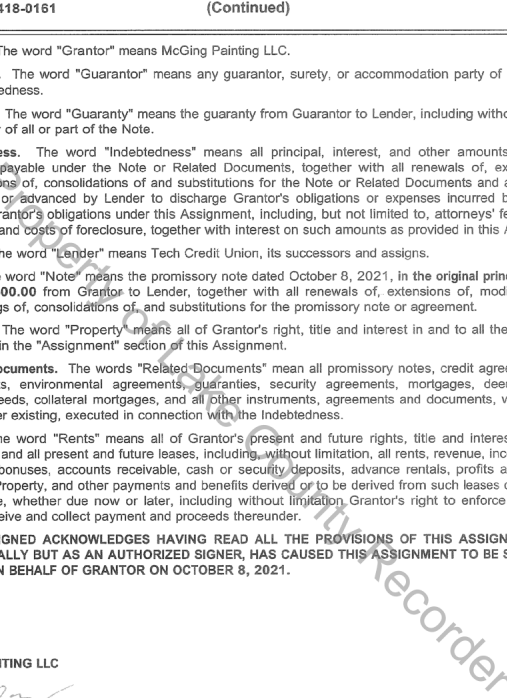 418-0161
(Continued)
The word "Grantor" means McGing Painting LLC.
. The word "Guarantor" means any guarantor, surety, or accommodation party of
edness.
The word "Guaranty" means the guaranty from Guarantor to Lender, including witho
of all or part of the Note.
ess. The word "Indebtedness" means all principal, interest, and other amounts
payable under the Note or Related Documents, together with all renewals of, ex
ons of, consolidations of and substitutions for the Note or Related Documents and a
or advanced by Lender to discharge Grantor's obligations or expenses incurred b
rantor's obligations under this Assignment, including, but not limited to, attorneys' fe
and costs of foreclosure, together with interest on such amounts as provided in this A
he word "Lender" means Tech Credit Union, its successors and assigns.
e word "Note" means the promissory note dated October 8, 2021, in the original prin
00.00 from Grantor to Lender, together with all renewals of, extensions of, modi
gs of, consolidations of, and substitutions for the promissory note or agreement.
The word "Property" means all of Grantor's right, title and interest in and to all the
in the "Assignment" section of this Assignment.
ocuments. The words "Related Documents" mean all promissory notes, credit agree
ts, environmental agreements, guaranties, security agreements, mortgages, dee
eeds, collateral mortgages, and all other instruments, agreements and documents, w
er existing, executed in connection with the Indebtedness.
he word "Rents" means all of Grantor's present and future rights, title and interes
and all present and future leases, including, without limitation, all rents, revenue, inc
bonuses, accounts receivable, cash or security deposits, advance rentals, profits a
Property, and other payments and benefits derived or to be derived from such leases o
e, whether due now or later, including without limitation Grantor's right to enforce
eive and collect payment and proceeds thereunder.
IGNED ACKNOWLEDGES HAVING READ ALL THE PROVISIONS OF THIS ASSIGN
ALLY BUT AS AN AUTHORIZED SIGNER, HAS CAUSED THIS ASSIGNMENT TO BE S
N BEHALF OF GRANTOR ON OCTOBER 8, 2021.
NTING LLC
Property of Lake County Recorder